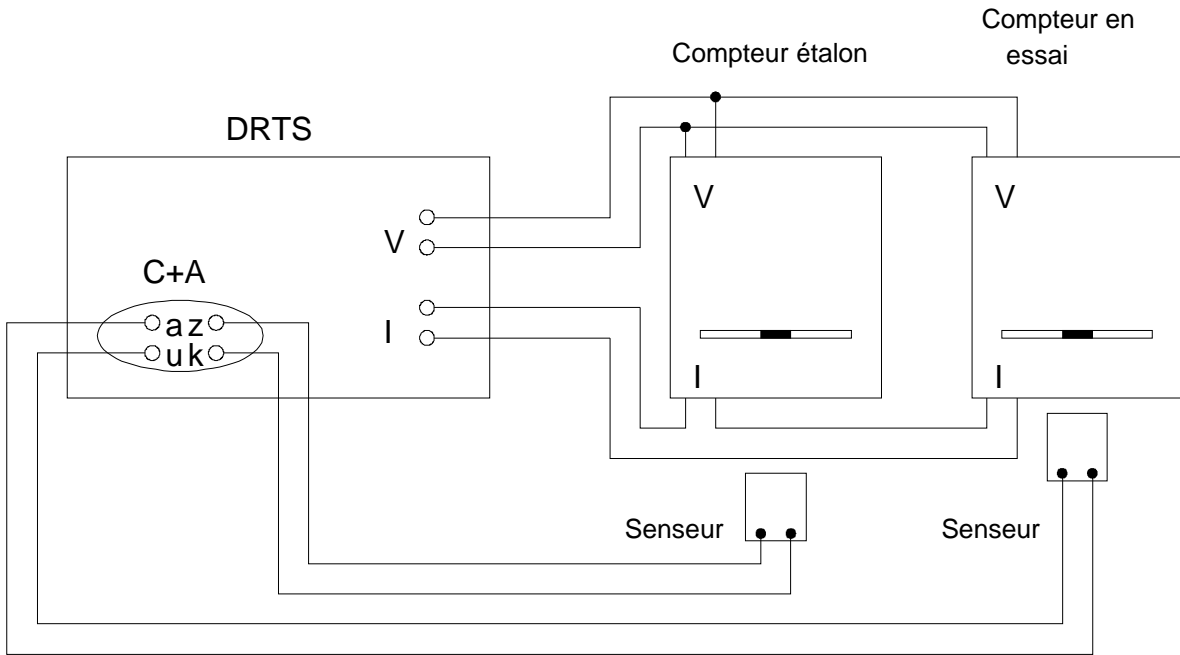 Compteur en
essai
Compteur étalon
DRTS
V
V
V
C+A
a z
I
u k
I
I
Senseur
Senseur